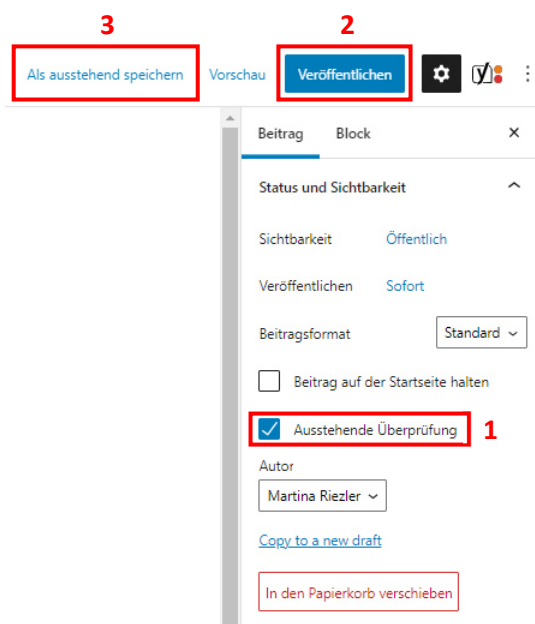 3
2
Als ausstehend speichern
Vorschau
Veröffentlichen
Beitrag
Block
Status und Sichtbarkeit
Sichtbarkeit
Öffentlich
Veröffentlichen
Sofort
Beitragsformat
Standard
Beitrag auf der Startseite halten
Ausstehende Überprüfung
1
Autor
Martina Riezler
Copy to a new draft
In den Papierkorb verschieben